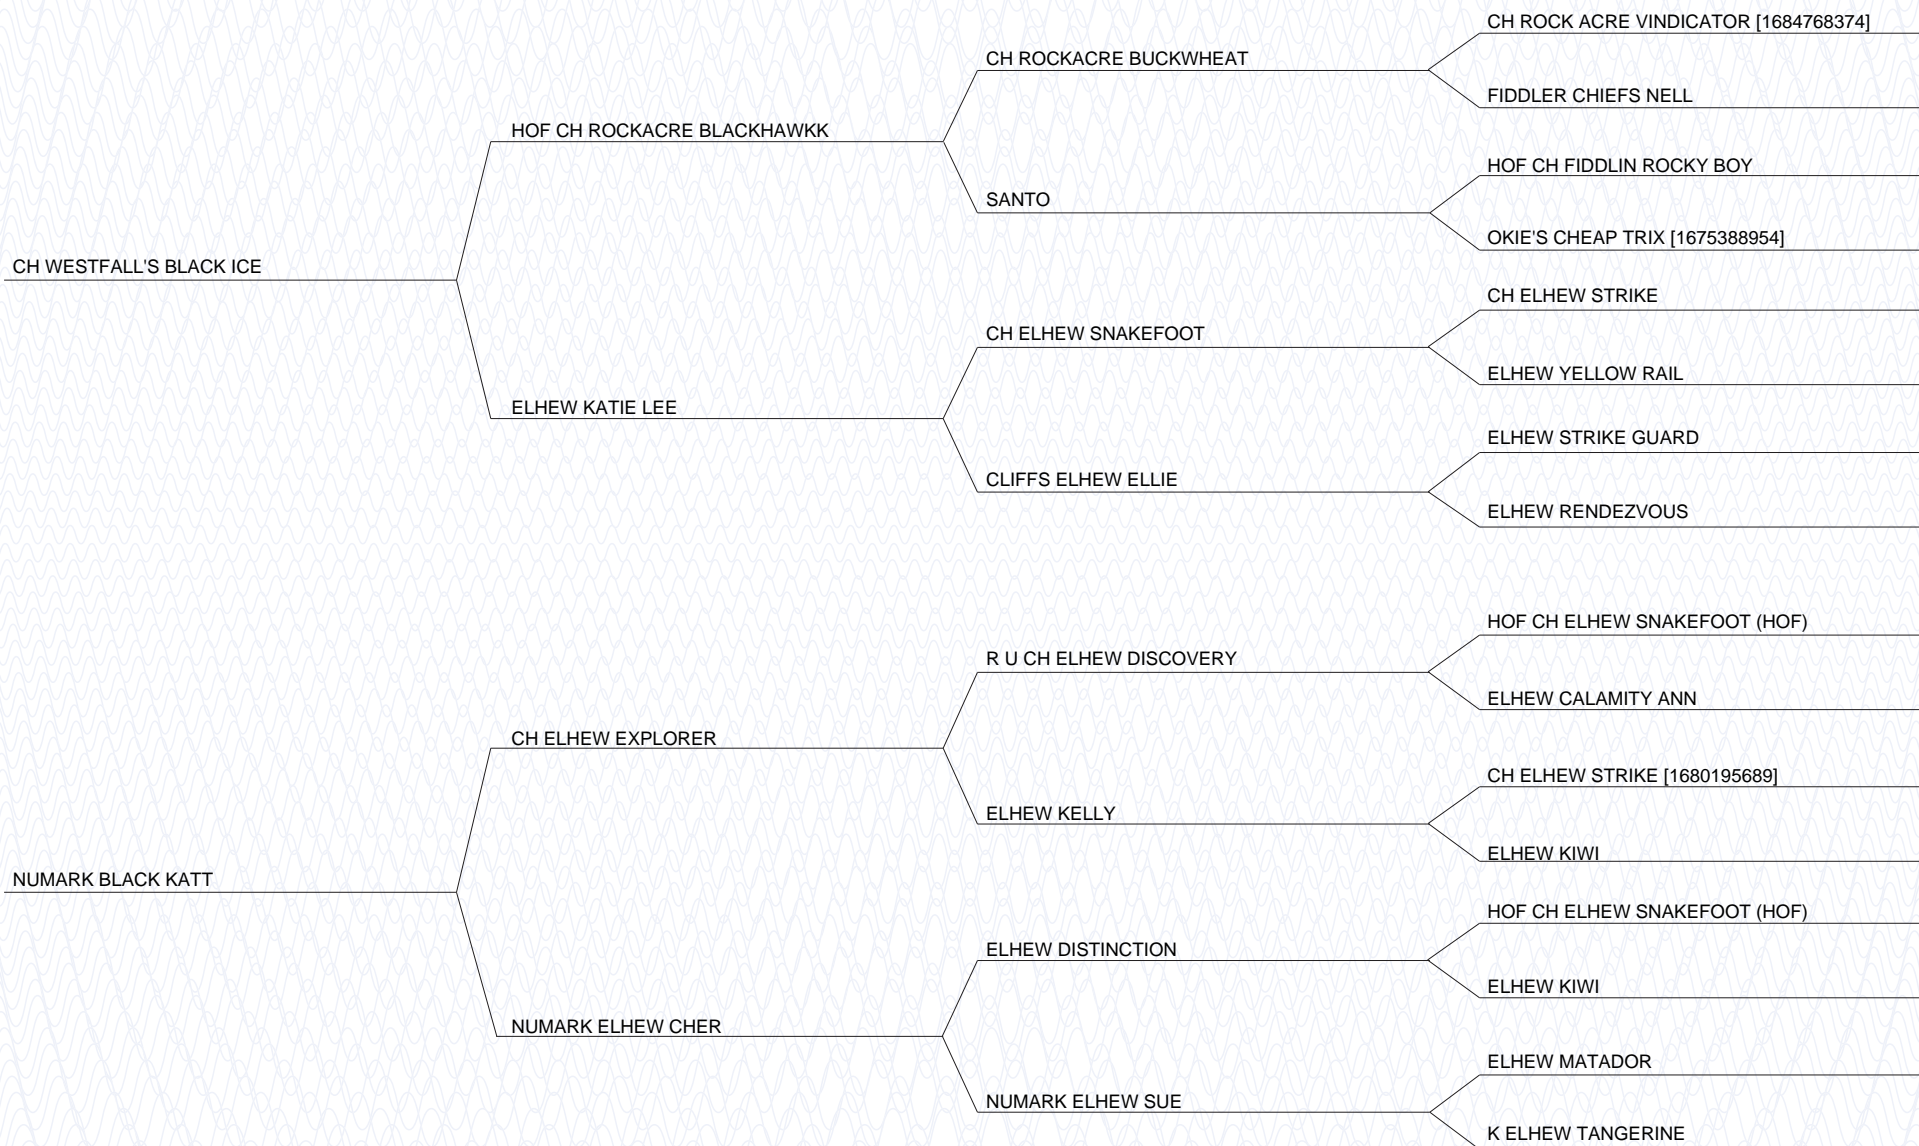 CH ROCK ACRE VINDICATOR [1684768374]
CH ROCKACRE BUCKWHEAT
FIDDLER CHIEFS NELL
HOF CH ROCKACRE BLACKHAWKK
HOF CH FIDDLIN ROCKY BOY
SANTO
OKIE'S CHEAP TRIX [1675388954]
CH WESTFALL'S BLACK ICE
CH ELHEW STRIKE
CH ELHEW SNAKEFOOT
ELHEW YELLOW RAIL
ELHEW KATIE LEE
ELHEW STRIKE GUARD
CLIFFS ELHEW ELLIE
ELHEW RENDEZVOUS
HOF CH ELHEW SNAKEFOOT (HOF)
R U CH ELHEW DISCOVERY
ELHEW CALAMITY ANN
CH ELHEW EXPLORER
CH ELHEW STRIKE [1680195689]
ELHEW KELLY
ELHEW KIWI
NUMARK BLACK KATT
HOF CH ELHEW SNAKEFOOT (HOF)
ELHEW DISTINCTION
ELHEW KIWI
NUMARK ELHEW CHER
ELHEW MATADOR
NUMARK ELHEW SUE
K ELHEW TANGERINE